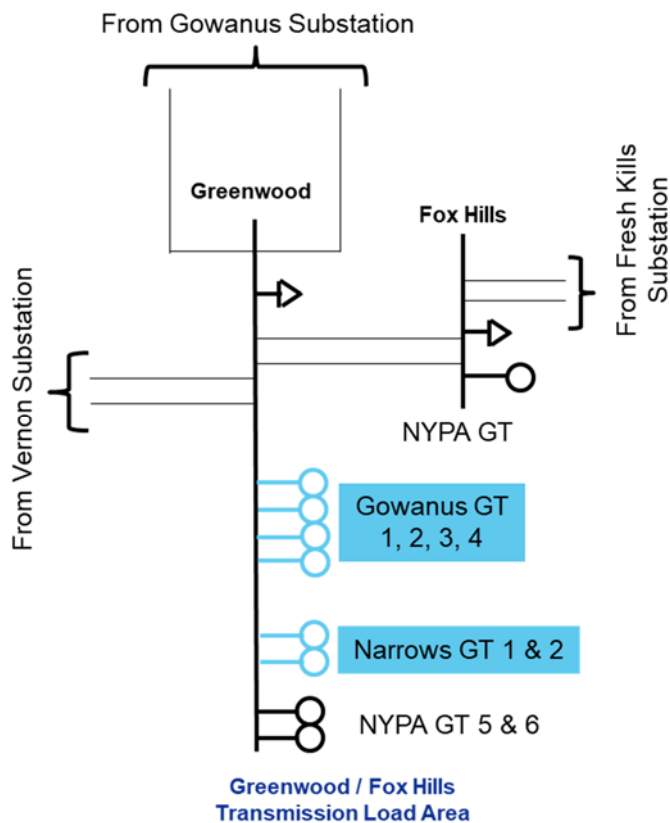 From Gowanus Substation
Greenwood
Fox Hills
From Fresh Kills
Substation
From Vernon Substation
NYPA GT
Gowanus GT
1, 2, 3, 4
Narrows GT 1 & 2
NYPA GT 5 & 6
Greenwood / Fox Hills
Transmission Load Area